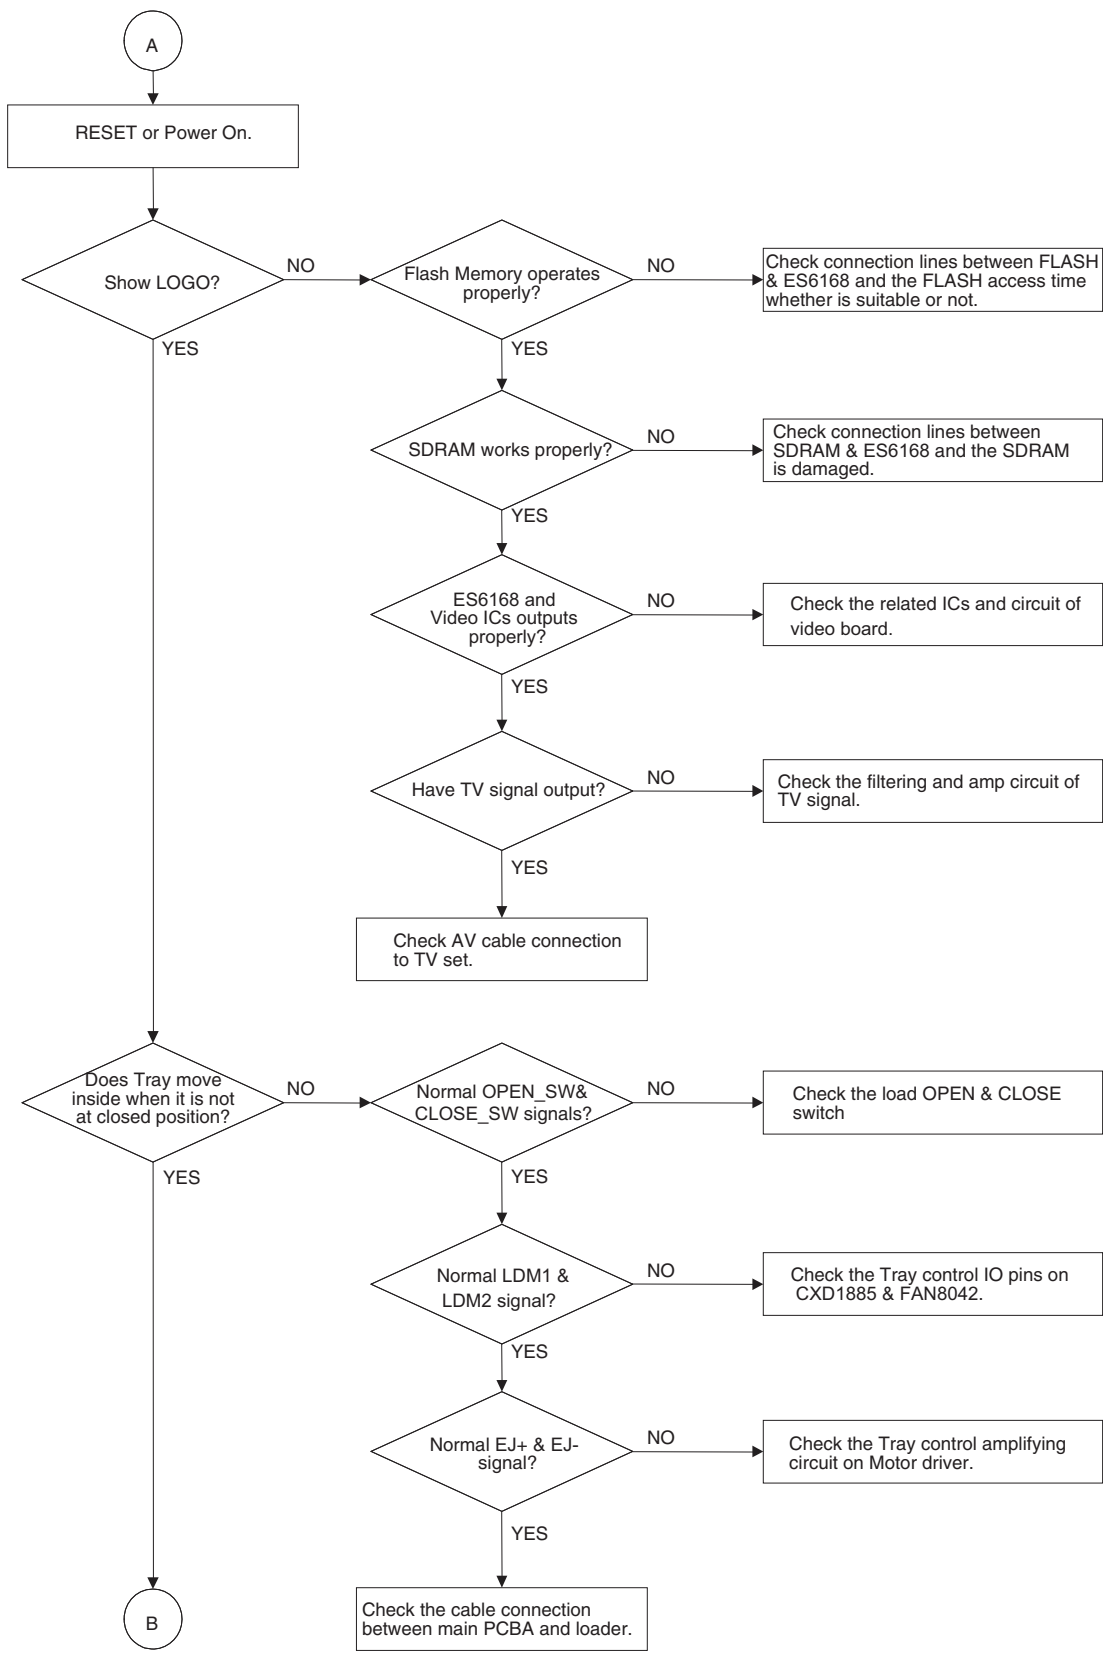 A
RESET or Power On.
Show LOGO?
NO
Flash Memory operates
properly?
NO
Check connection lines between FLASH
& ES6168 and the FLASH access time
whether is suitable or not.
YES
YES
SDRAM works properly?
NO
Check connection lines between
SDRAM & ES6168 and the SDRAM
is damaged.
YES
ES6168 and
Video ICs outputs
properly?
NO
Check the related ICs and circuit of
video board.
YES
Have TV signal output?
NO
Check the filtering and amp circuit of
TV signal.
YES
Check AV cable connection
to TV set.
Does Tray move
inside when it is not
at closed position?
NO
Normal OPEN_SW&
CLOSE_SW signals?
NO
Check the load OPEN & CLOSE
switch
YES
YES
Normal LDM1 &
LDM2 signal?
NO
Check the Tray control IO pins on
CXD1885 & FAN8042.
YES
Normal EJ+ & EJ-
signal?
NO
Check the Tray control amplifying
circuit on Motor driver.
YES
Check the cable connection
between main PCBA and loader.
B